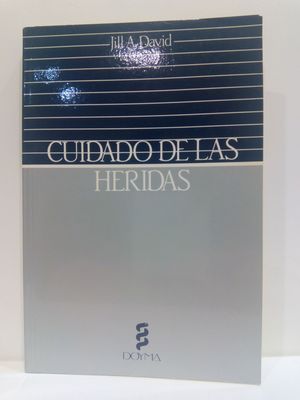 Jill A. David
CUIDADO DE LAS
HERIDAS
DOYMA